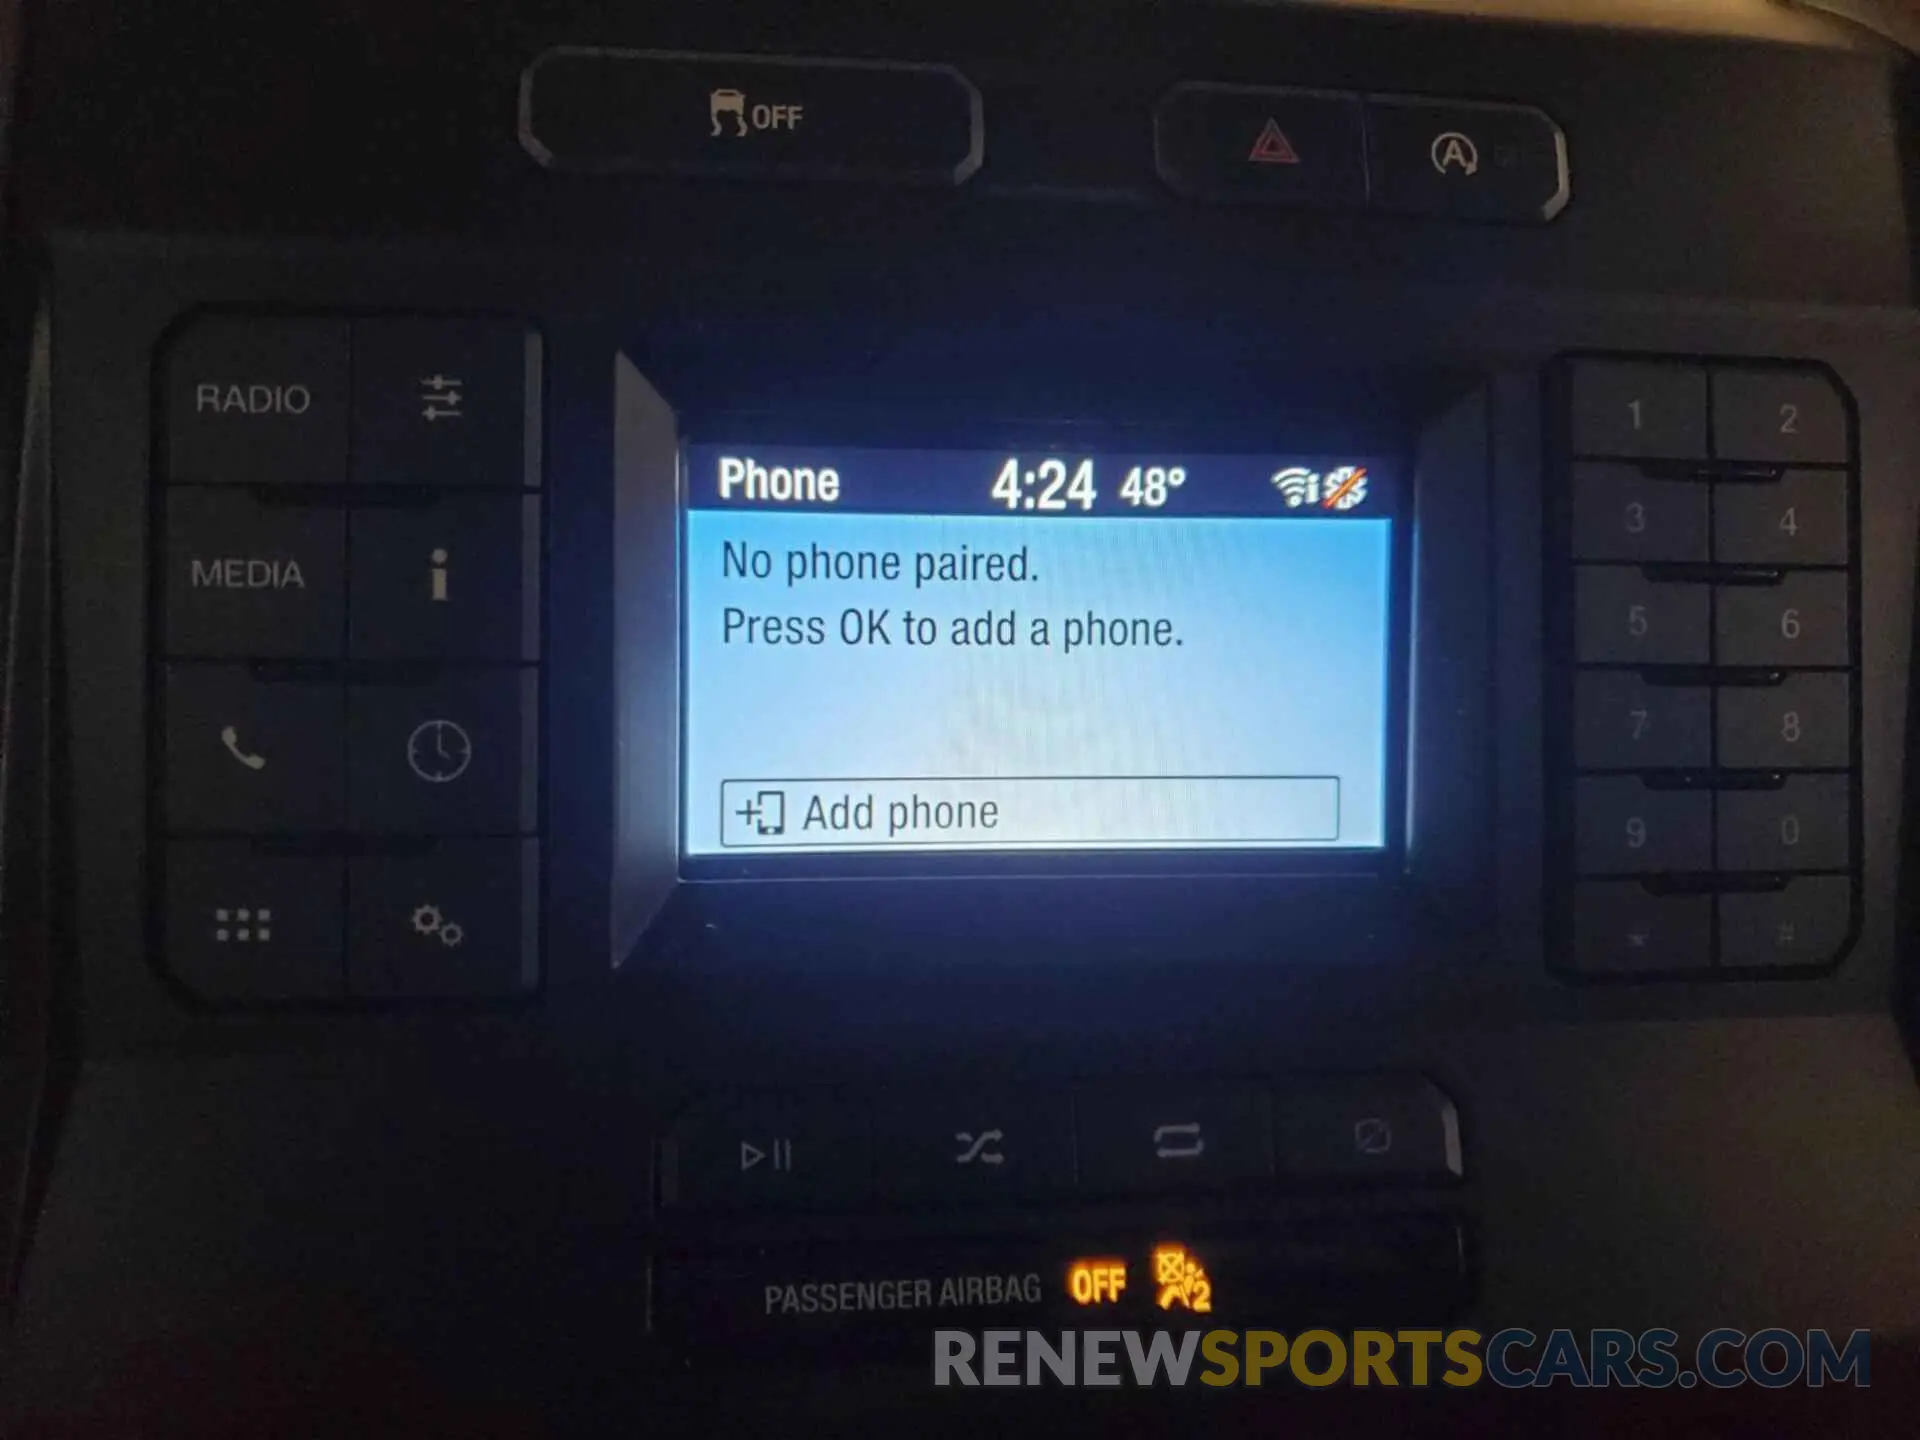 OFF
A
RADIO
MEDIA
Phone 4:24 48°
No phone paired.
Press OK to add a phone.
Add phone
1 2
3 4
5 6
7 8
9 0
* #
PASSENGER AIRBAG OFF 2
RENEWSPORTSCARS.COM